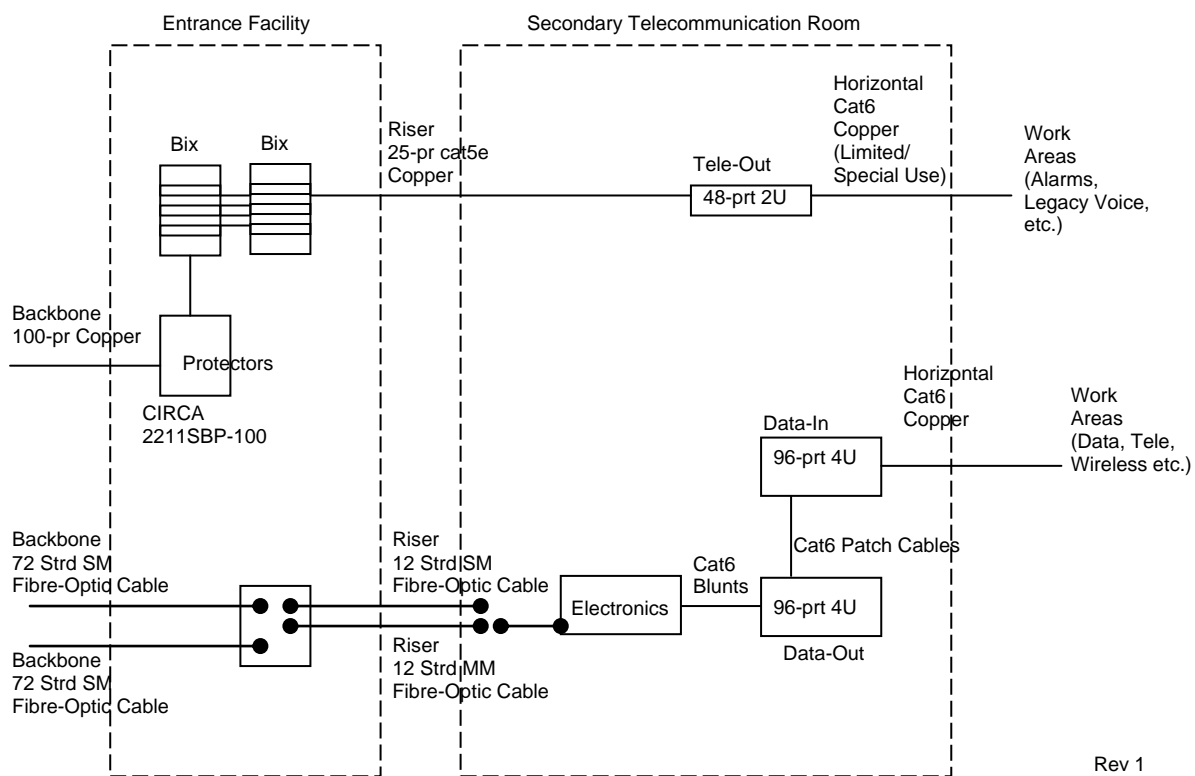 Entrance Facility
Secondary Telecommunication Room
Bix
Bix
Riser
25-pr cat5e
Copper
Tele-Out
48-prt 2U
Horizontal
Cat6
Copper
(Limited/
Special Use)
Work
Areas
(Alarms,
Legacy Voice,
etc.)
Backbone
100-pr Copper
Protectors
CIRCA
2211SBP-100
Data-In
96-prt 4U
Horizontal
Cat6
Copper
Work
Areas
(Data, Tele,
Wireless etc.)
Backbone
72 Strd SM
Fibre-Optic Cable
Riser
12 Strd SM
Fibre-Optic Cable
Electronics
Cat6
Blunts
Cat6 Patch Cables
96-prt 4U
Data-Out
Backbone
72 Strd SM
Fibre-Optic Cable
Riser
12 Strd MM
Fibre-Optic Cable
Rev 1